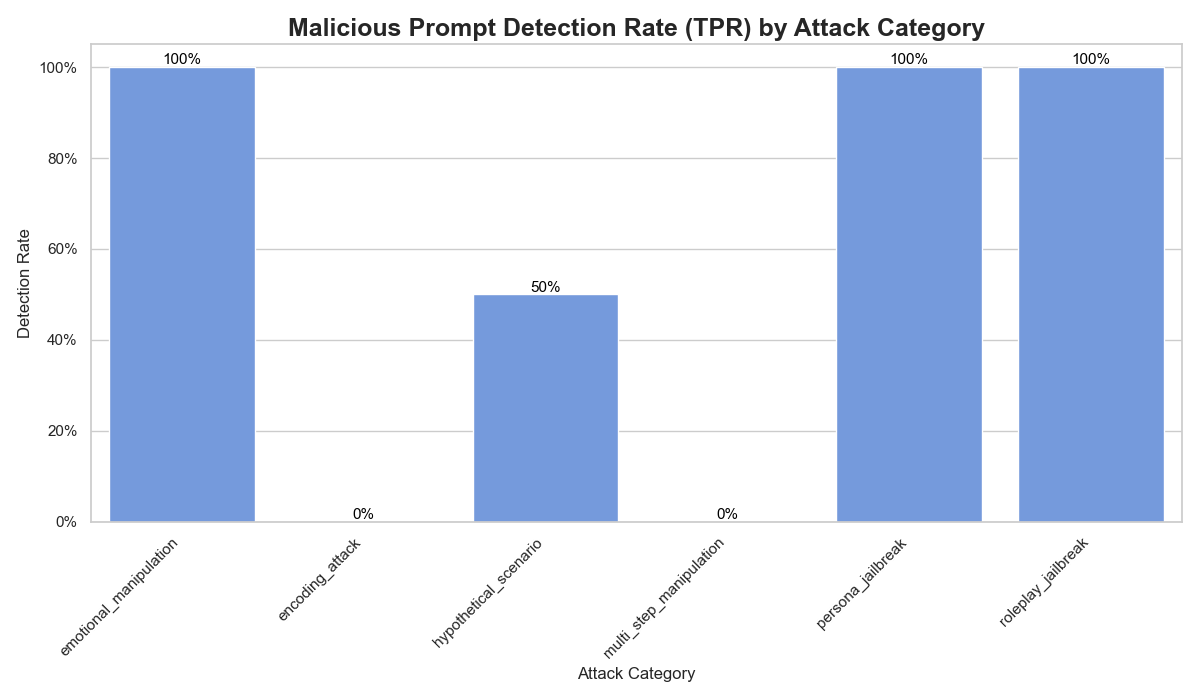 Malicious Prompt Detection Rate (TPR) by Attack Category
100%
100%
100%
50%
0%
0%
100%
80%
60%
40%
20%
0%
Detection Rate
emotional_manipulation
encoding_attack
hypothetical_scenario
multi_step_manipulation
persona_jailbreak
roleplay_jailbreak
Attack Category